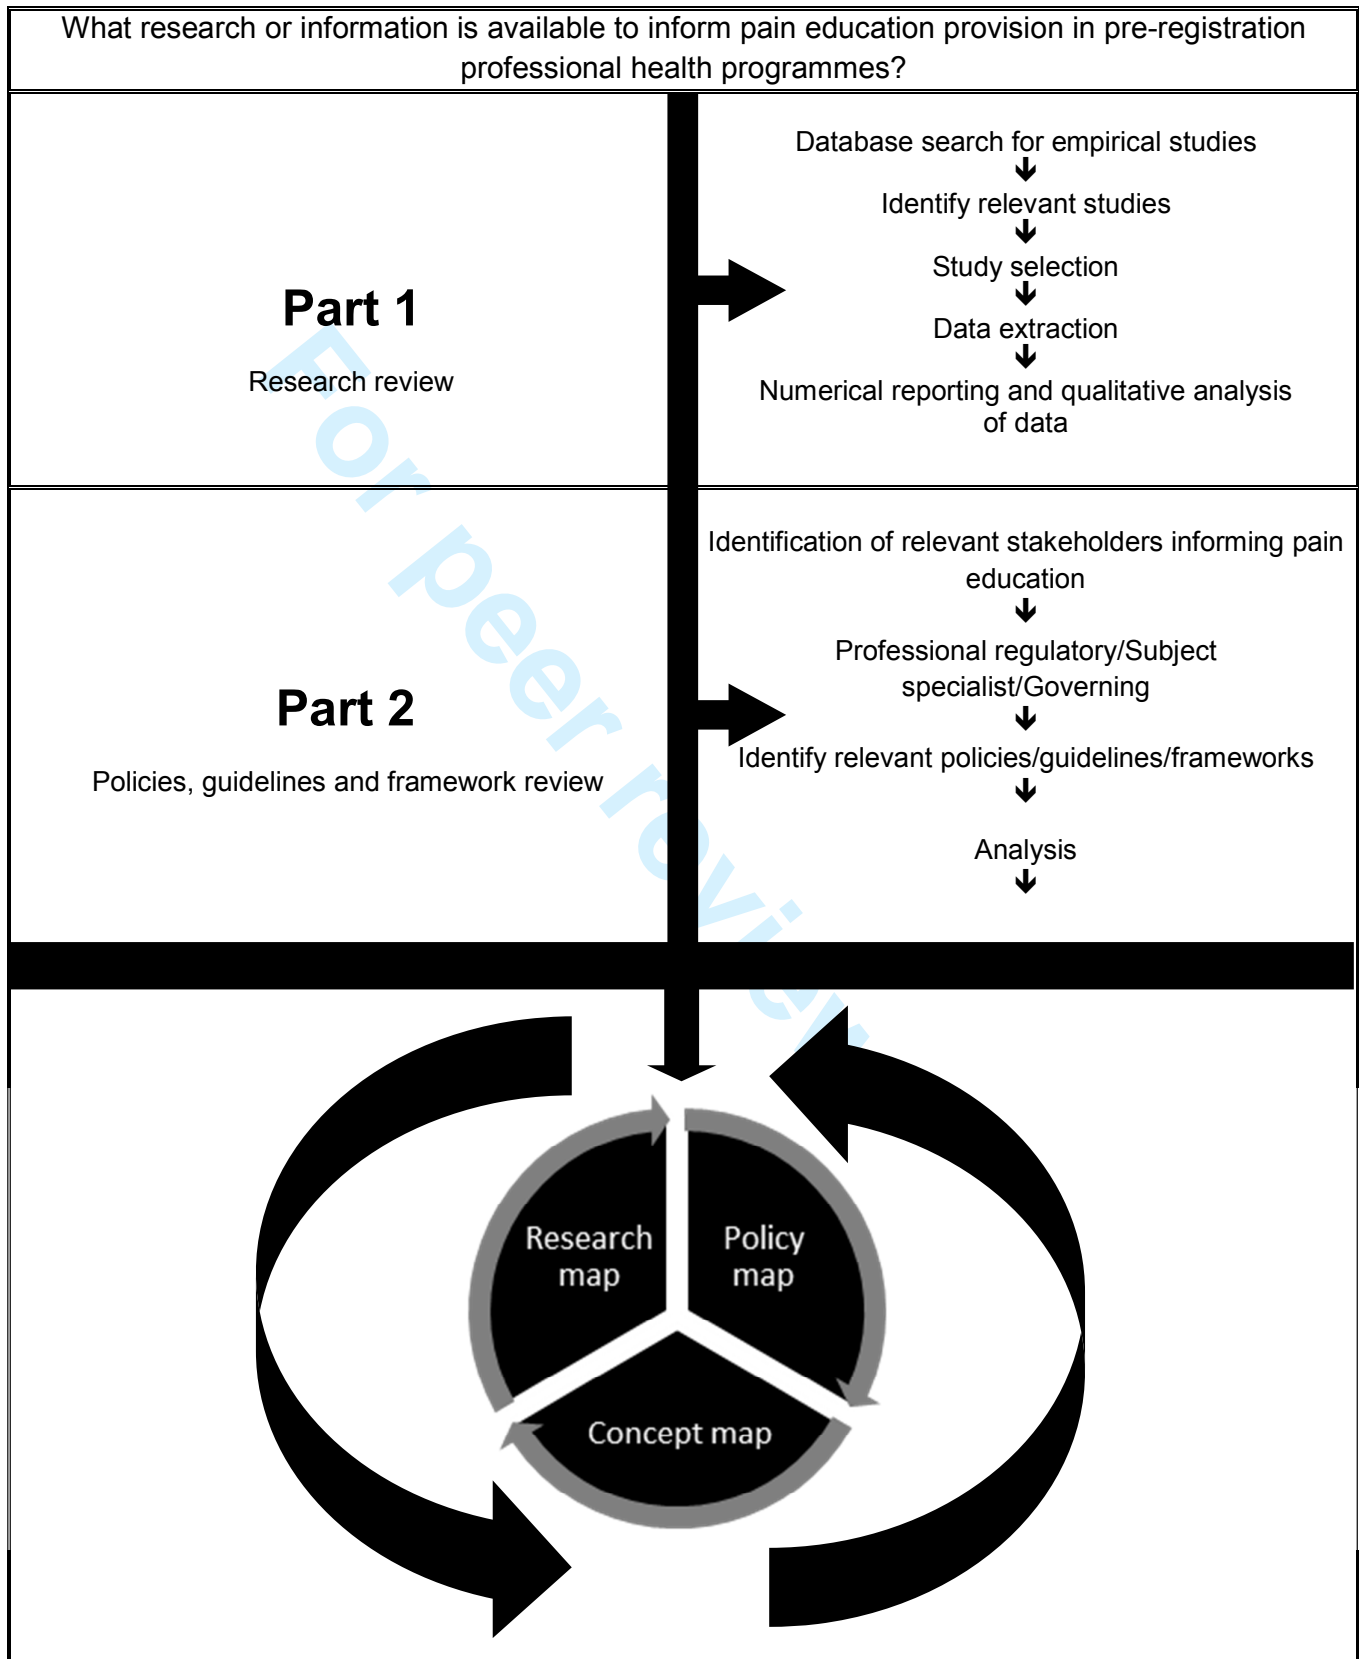 What research or information is available to inform pain education provision in pre-registration
professional health programmes?
Part 1
Research review
Database search for empirical studies
Identify relevant studies
Study selection
Data extraction
Numerical reporting and qualitative analysis
of data
Part 2
Policies, guidelines and framework review
Identification of relevant stakeholders informing pain
education
Professional regulatory/Subject
specialist/Governing
Identify relevant policies/guidelines/frameworks
Analysis
Research
map
Policy
map
Concept map
For peer review